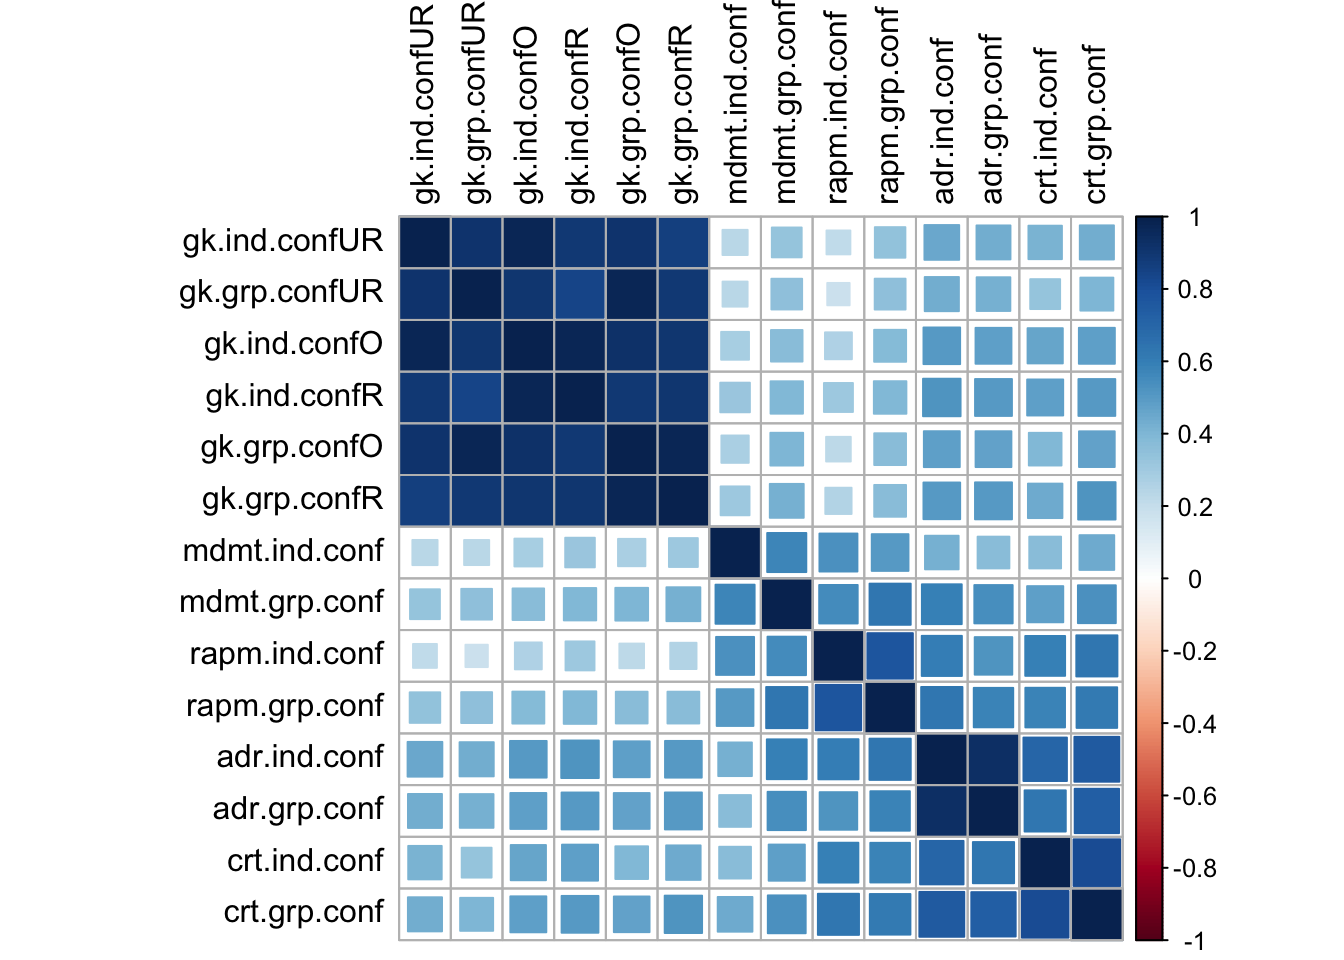 gk.ind.confUR
gk.grp.confUR
gk.ind.confO
gk.ind.confR
gk.grp.confO
gk.grp.confR
mdmt.ind.conf
mdmt.grp.conf
rapm.ind.conf
rapm.grp.conf
adr.ind.conf
adr.grp.conf
crt.ind.conf
crt.grp.conf
gk.ind.confUR
gk.grp.confUR
gk.ind.confO
gk.ind.confR
gk.grp.confO
gk.grp.confR
mdmt.ind.conf
mdmt.grp.conf
rapm.ind.conf
rapm.grp.conf
adr.ind.conf
adr.grp.conf
crt.ind.conf
crt.grp.conf
1
0.8
0.6
0.4
0.2
0
-0.2
-0.4
-0.6
-0.8
-1